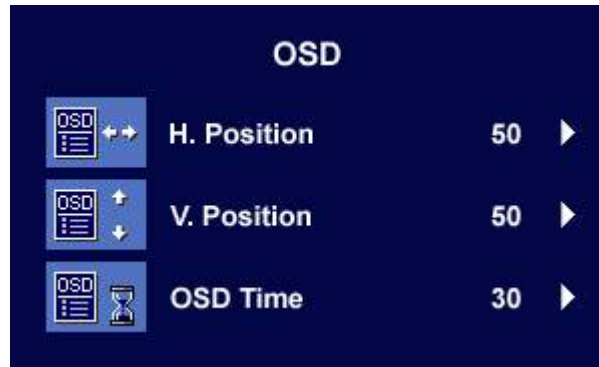 OSD
OSD H. Position 50
OSD V. Position 50
OSD OSD Time 30